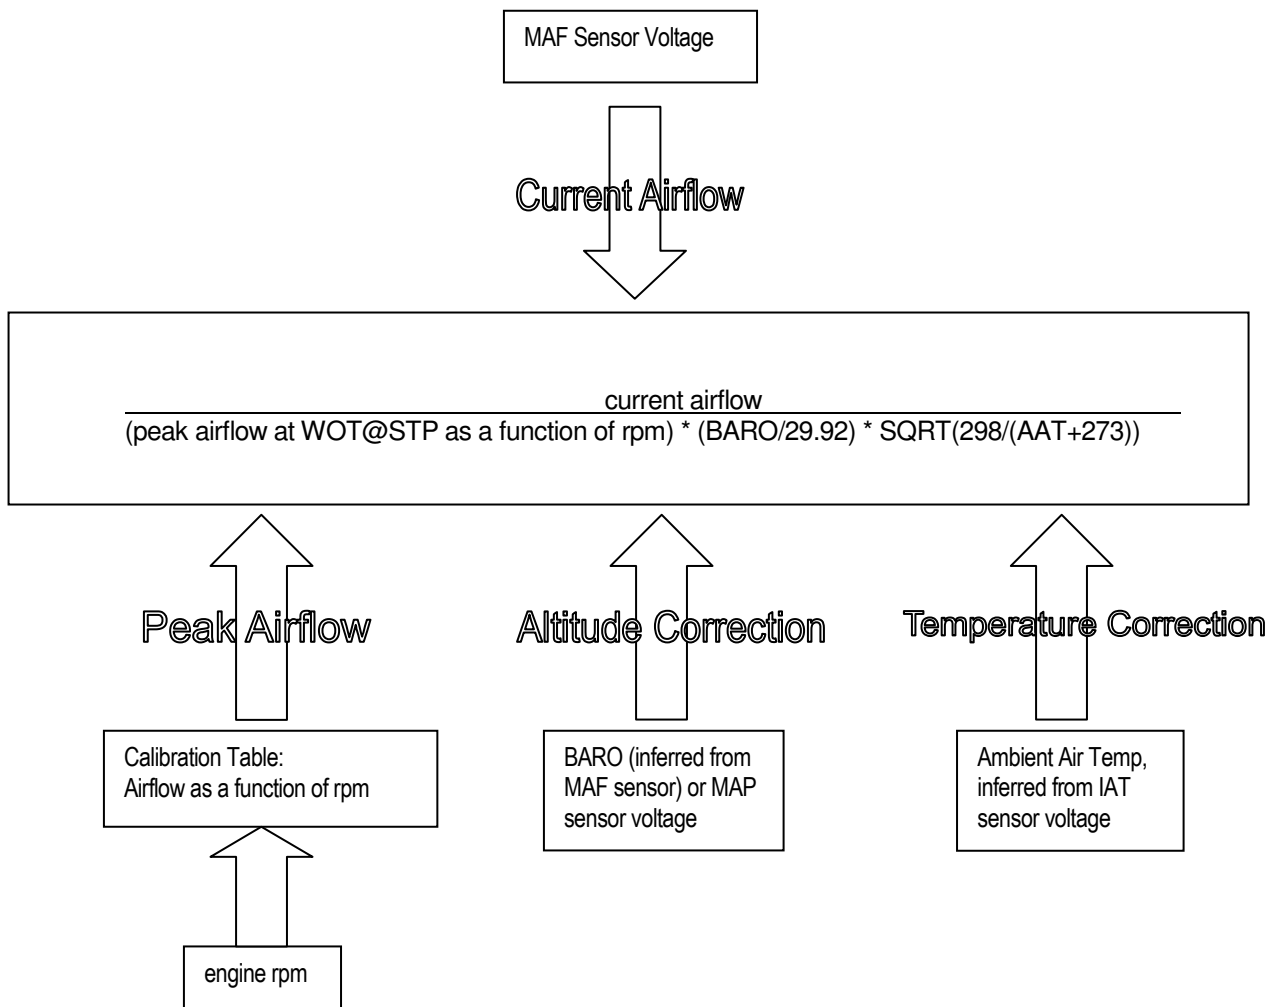 MAF Sensor Voltage
Current Airflow
current airflow
(peak airflow at WOT@STP as a function of rpm) * (BARO/29.92) * SQRT(298/(AAT+273))
Peak Airflow
Altitude Correction
Temperature Correction
Calibration Table:
Airflow as a function of rpm
BARO (inferred from
MAF sensor) or MAP
sensor voltage
Ambient Air Temp,
inferred from IAT
sensor voltage
engine rpm